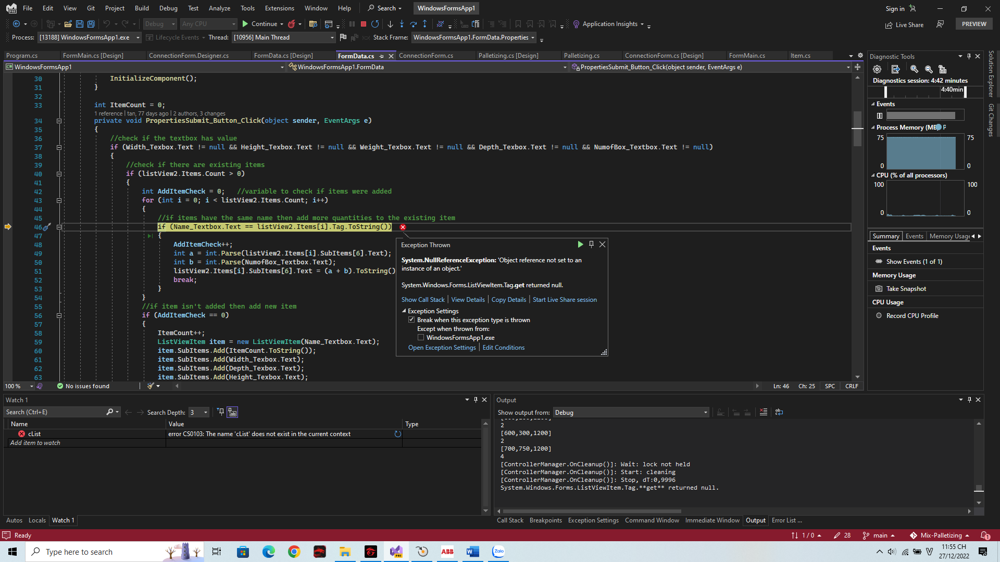 File Edit View Git Project Build Debug Test Analyze Tools Extensions Window Help Search WindowsFormsApp1 Sign in
Debug Any CPU Continue Application Insights Live Share PREVIEW
Process: [13188] WindowsFormsApp1.exe Lifecycle Events Thread: [10956] Main Thread Stack Frame: WindowsFormsApp1.FormData.Properties
Program.cs FormMain.cs [Design] ConnectionForm.Designer.cs FormData.cs [Design] FormData.cs ConnectionForm.cs Palletizing.cs [Design] Palletizing.cs ConnectionForm.cs [Design] FormMain.cs Item.cs
C# WindowsFormsApp1 WindowsFormsApp1.FormData PropertiesSubmit_Button_Click(object sender, EventArgs e)
30 InitializeComponent();
31 }
32
33 int ItemCount = 0;
1 reference | tan, 77 days ago | 2 authors, 3 changes
34 private void PropertiesSubmit_Button_Click(object sender, EventArgs e)
35 {
36 //check if the textbox has value
37 if (Width_Texbox.Text != null && Height_Texbox.Text != null && Weight_Texbox.Text != null && Depth_Texbox.Text != null && NumofBox_Textbox.Text != null)
38 {
39 //check if there are existing items
40 if (listView2.Items.Count > 0)
41 {
42 int AddItemCheck = 0; //variable to check if items were added
43 for (int i = 0; i < listView2.Items.Count; i++)
44 {
45 //if items have the same name then add more quantities to the existing item
46 if (Name_Textbox.Text == listView2.Items[i].Tag.ToString())
47 {
48 AddItemCheck++;
49 int a = int.Parse(listView2.Items[i].SubItems[6].Text);
50 int b = int.Parse(NumofBox_Textbox.Text);
51 listView2.Items[i].SubItems[6].Text = (a + b).ToString()
52 break;
53 }
54 }
55 //if item isn't added then add new item
56 if (AddItemCheck == 0)
57 {
58 ItemCount++;
59 ListViewItem item = new ListViewItem(Name_Textbox.Text);
60 item.SubItems.Add(ItemCount.ToString());
61 item.SubItems.Add(Width_Texbox.Text);
62 item.SubItems.Add(Depth_Texbox.Text);
63 item.SubItems.Add(Height_Texbox.Text);
Exception Thrown
System.NullReferenceException: 'Object reference not set to an
instance of an object.'
System.Windows.Forms.ListViewItem.Tag.get returned null.
Show Call Stack | View Details | Copy Details | Start Live Share session
Exception Settings
Break when this exception type is thrown
Except when thrown from:
WindowsFormsApp1.exe
Open Exception Settings | Edit Conditions
100 % No issues found Ln: 46 Ch: 25 SPC CRLF
Diagnostic Tools
Diagnostics session: 4:42 minutes
4:40min
Events
Process Memory (MB) P
75 75
0 0
CPU (% of all processors)
100 100
0 0
Summary Events Memory Usage
Events
Show Events (1 of 1)
Memory Usage
Take Snapshot
CPU Usage
Record CPU Profile
Solution Explorer
Git Changes
Watch 1
Search (Ctrl+E) Search Depth: 3
Name Value Type
cList error CS0103: The name 'cList' does not exist in the current context
Add item to watch
Autos Locals Watch 1
Output
Show output from: Debug
2
[600,300,1200]
2
[700,750,1200]
4
[ControllerManager.OnCleanup()]: Wait: lock not held
[ControllerManager.OnCleanup()]: Start: cleaning
[ControllerManager.OnCleanup()]: Stop, dT:0,9996
System.Windows.Forms.ListViewItem.Tag.**get** returned null.
Call Stack Breakpoints Exception Settings Command Window Immediate Window Output Error List ...
Ready 1 / 0 28 main Mix-Palletizing 1
Type here to search PRE ABB W Zalo V 11:55 CH
27/12/2022